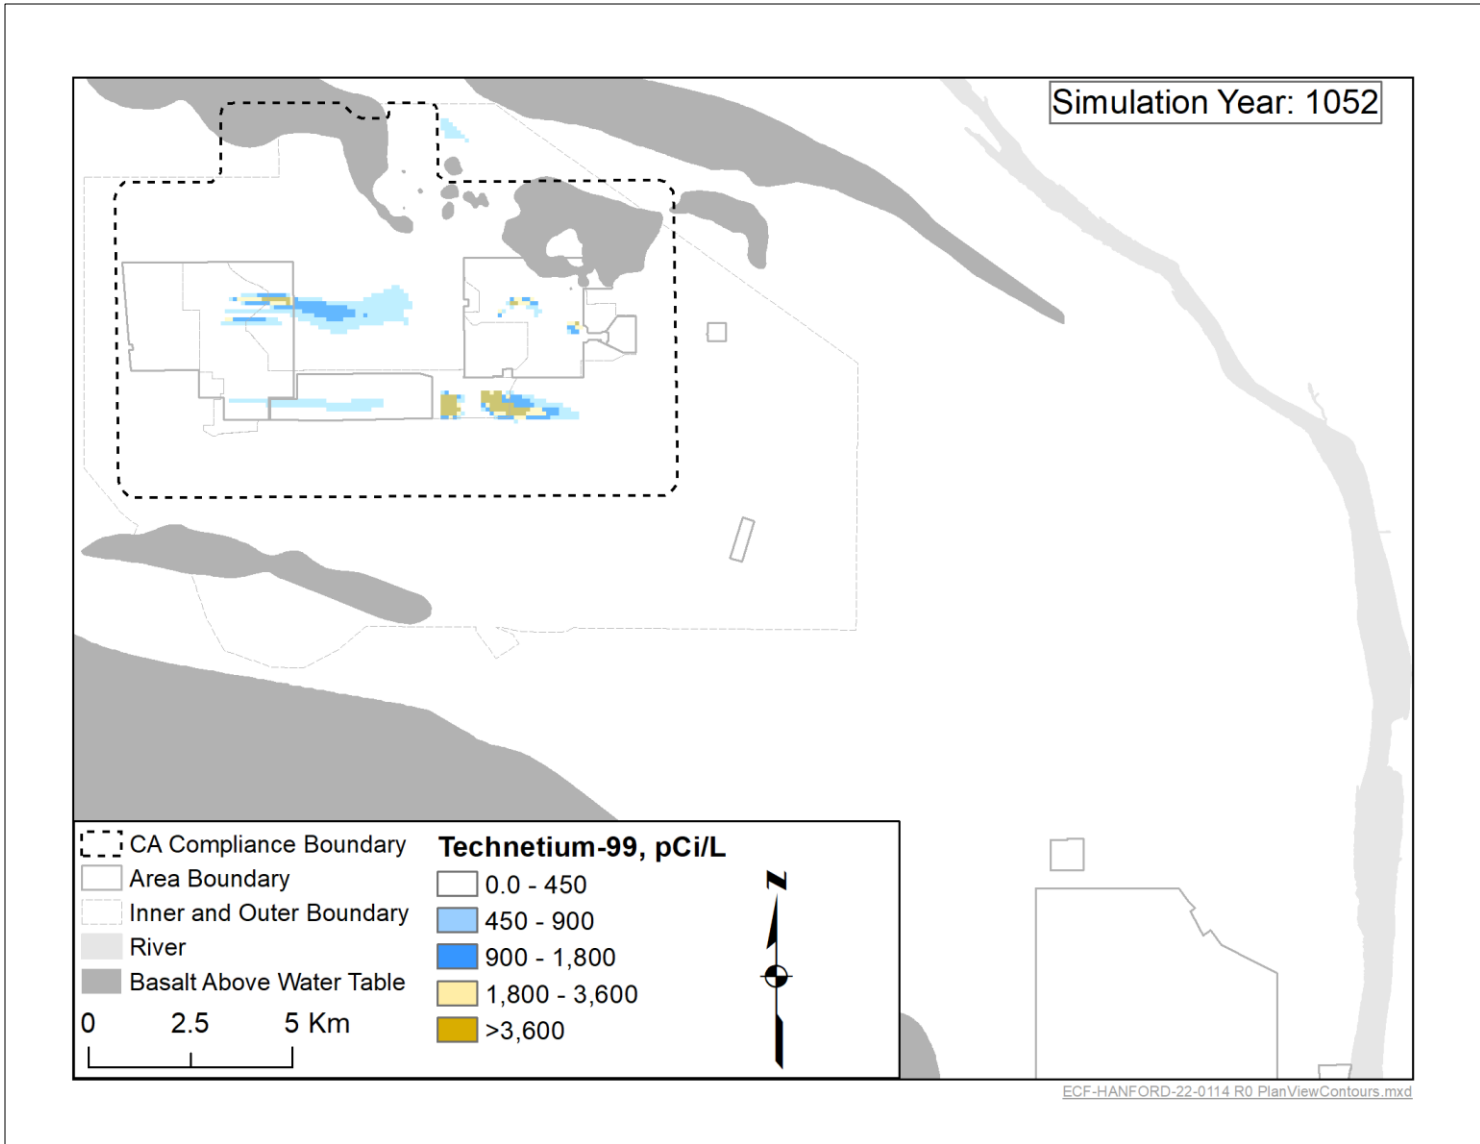 Simulation Year: 1052
CA Compliance Boundary
Area Boundary
Inner and Outer Boundary
River
Basalt Above Water Table
0 2.5 5 Km
Technetium-99, pCi/L
0.0 - 450
450 - 900
900 - 1,800
1,800 - 3,600
>3,600
N
ECF-HANFORD-22-0114 R0 PlanViewContours.mxd